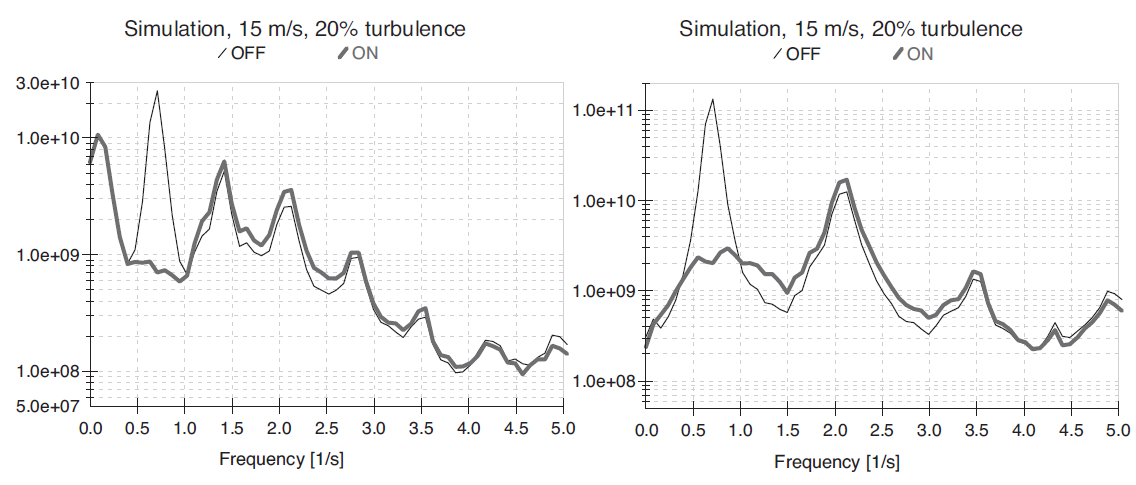 Simulation, 15 m/s, 20% turbulence
OFF ON
3.0e+10
1.0e+10
1.0e+09
1.0e+08
5.0e+07
0.0 0.5 1.0 1.5 2.0 2.5 3.0 3.5 4.0 4.5 5.0
Frequency [1/s]
Simulation, 15 m/s, 20% turbulence
OFF ON
1.0e+11
1.0e+10
1.0e+09
1.0e+08
0.0 0.5 1.0 1.5 2.0 2.5 3.0 3.5 4.0 4.5 5.0
Frequency [1/s]